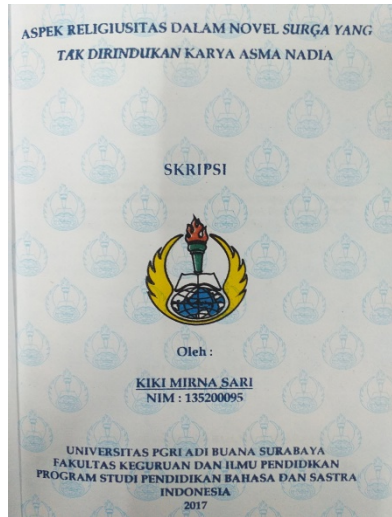 ASPEK RELIGIUSITAS DALAM NOVEL SURGA YANG
TAK DIRINDUKAN KARYA ASMA NADIA
SKRIPSI
Oleh :
KIKI MIRNA SARI
NIM : 135200095
UNIVERSITAS PGRI ADI BUANA SURABAYA
FAKULTAS KEGURUAN DAN ILMU PENDIDIKAN
PROGRAM STUDI PENDIDIKAN BAHASA DAN SASTRA
INDONESIA
2017